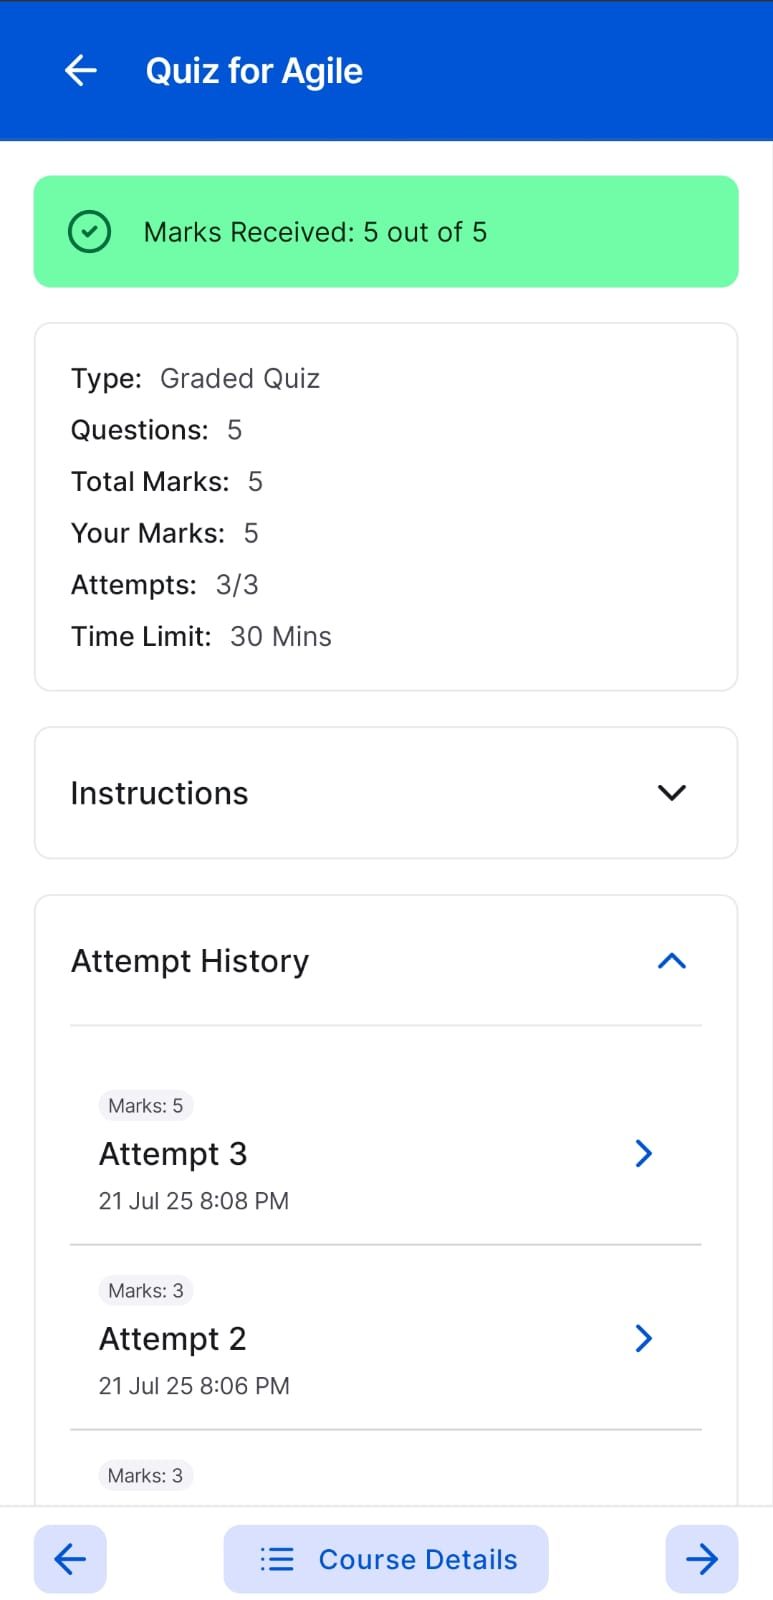 Quiz for Agile
Marks Received: 5 out of 5
Type: Graded Quiz
Questions: 5
Total Marks: 5
Your Marks: 5
Attempts: 3/3
Time Limit: 30 Mins
Instructions
Attempt History
Marks: 5
Attempt 3
21 Jul 25 8:08 PM
Marks: 3
Attempt 2
21 Jul 25 8:06 PM
Marks: 3
Course Details